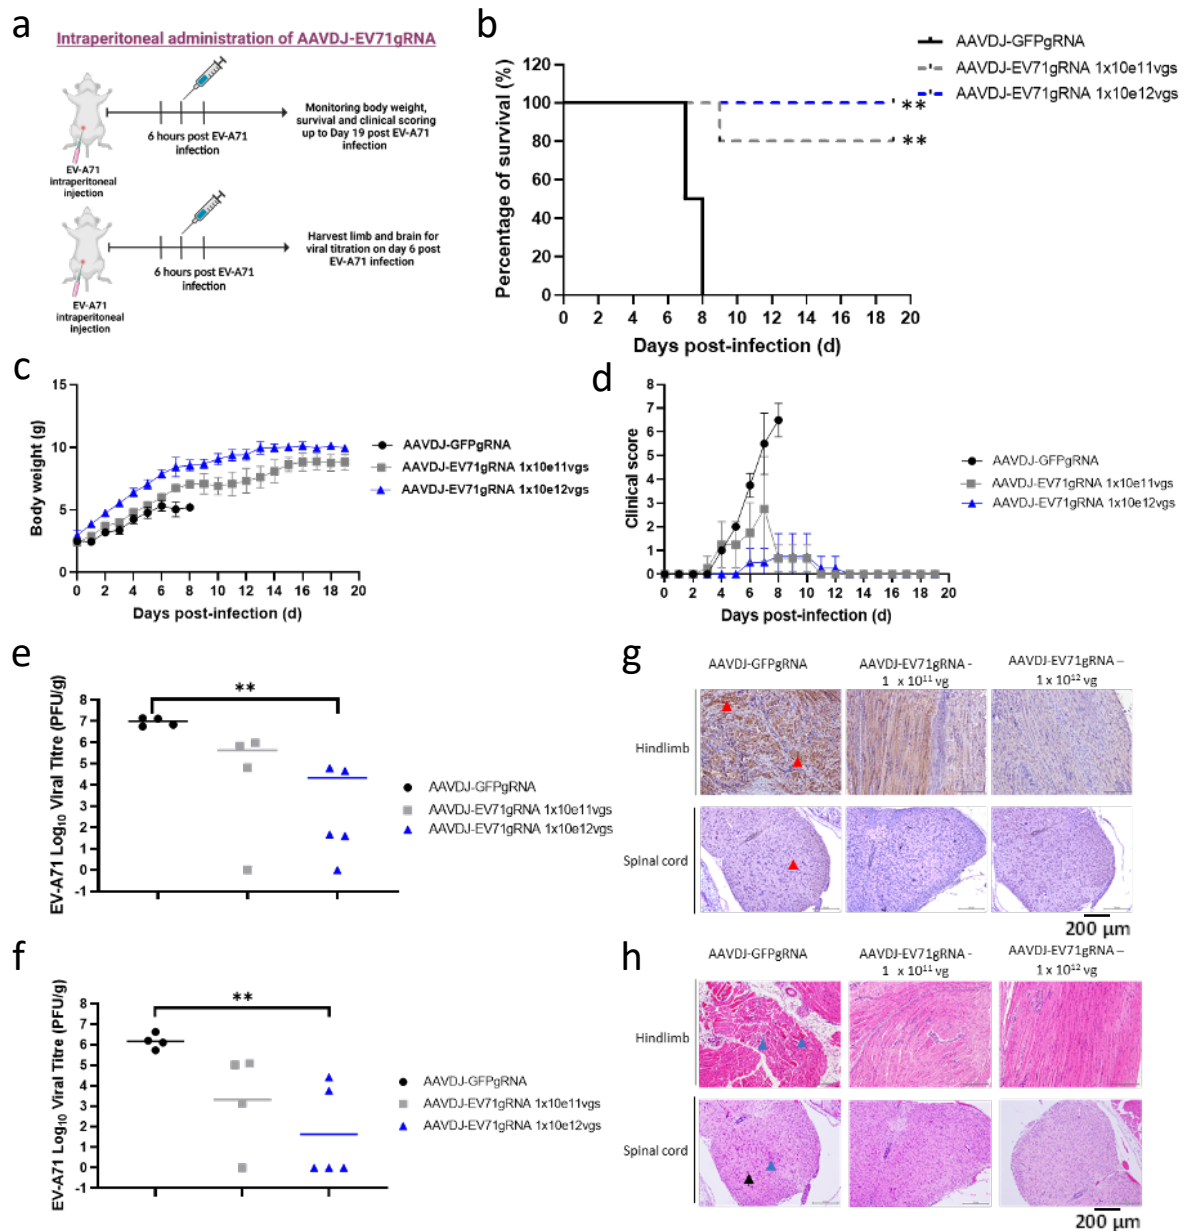 a
Intraperitoneal administration of AAVDJ-EV71gRNA
6 hours post EV-A71
infection
Monitoring body weight,
survival and clinical scoring
up to Day 19 post EV-A71
infection
EV-A71
intraperitoneal
injection
6 hours post EV-A71
infection
Harvest limb and brain for
viral titration on day 6 post
EV-A71 infection
EV-A71
intraperitoneal
injection
b
AAVDJ-GFPgRNA
AAVDJ-EV71gRNA 1x10e11vgs
AAVDJ-EV71gRNA 1x10e12vgs
Percentage of survival (%)
120
100
80
60
40
20
0
**
**
0 2 4 6 8 10 12 14 16 18 20
Days post-infection (d)
c
Body weight (g)
15
10
5
0
AAVDJ-GFPgRNA
AAVDJ-EV71gRNA 1x10e11vgs
AAVDJ-EV71gRNA 1x10e12vgs
0 2 4 6 8 10 12 14 16 18 20
Days post-infection (d)
d
Clinical score
8
7
6
5
4
3
2
1
0
AAVDJ-GFPgRNA
AAVDJ-EV71gRNA 1x10e11vgs
AAVDJ-EV71gRNA 1x10e12vgs
0 2 4 6 8 10 12 14 16 18 20
Days post-infection (d)
e
EV-A71 Log10 Viral Titre (PFU/g)
8
7
6
5
4
3
2
1
0
-1
**
AAVDJ-GFPgRNA
AAVDJ-EV71gRNA 1x10e11vgs
AAVDJ-EV71gRNA 1x10e12vgs
f
EV-A71 Log10 Viral Titre (PFU/g)
8
7
6
5
4
3
2
1
0
-1
**
AAVDJ-GFPgRNA
AAVDJ-EV71gRNA 1x10e11vgs
AAVDJ-EV71gRNA 1x10e12vgs
g
AAVDJ-GFPgRNA
AAVDJ-EV71gRNA -
1 x 10¹¹ vg
AAVDJ-EV71gRNA –
1 x 10¹² vg
Hindlimb
Spinal cord
200 µm
h
AAVDJ-GFPgRNA
AAVDJ-EV71gRNA -
1 x 10¹¹ vg
AAVDJ-EV71gRNA –
1 x 10¹² vg
Hindlimb
Spinal cord
200 µm